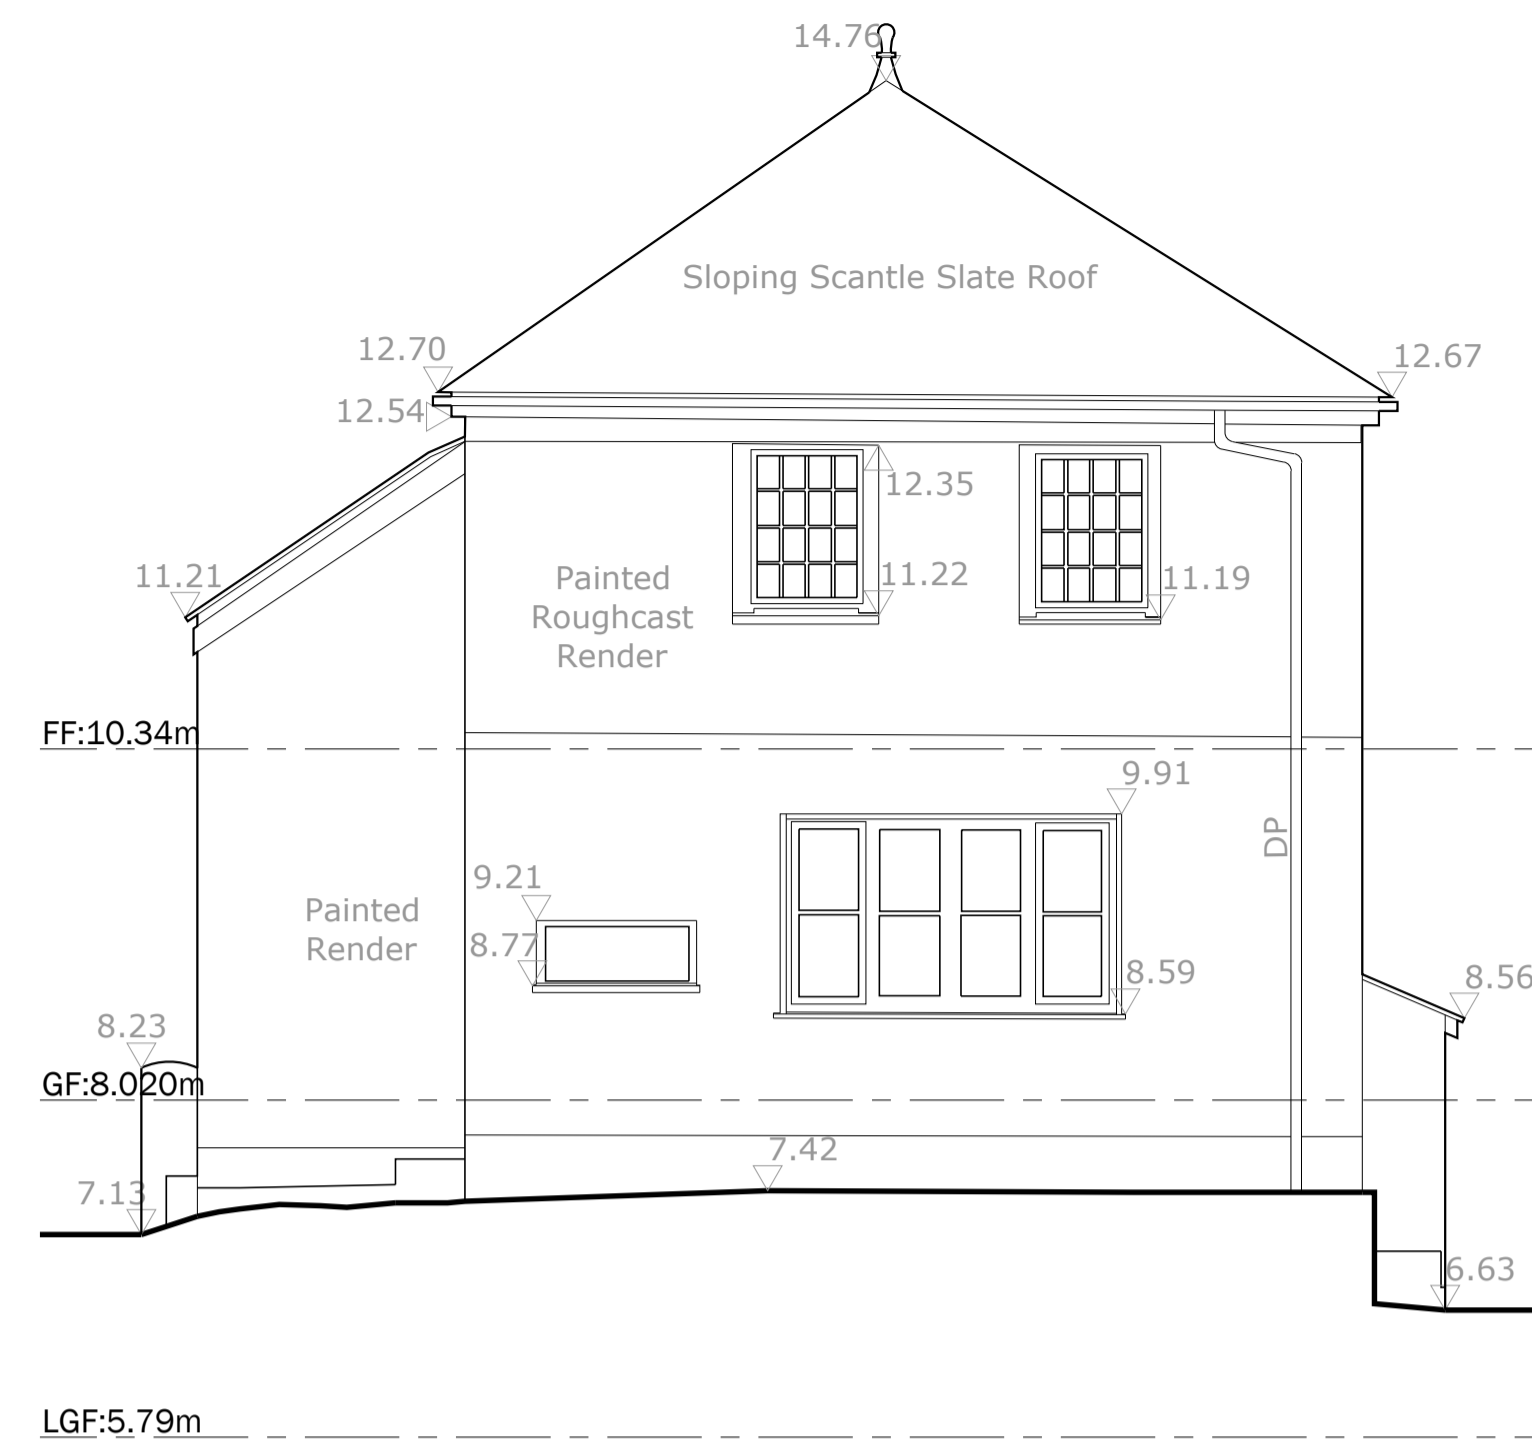 14.76
Sloping Scantle Slate Roof
12.70
12.67
12.54
12.35
11.22
11.19
11.21
Painted
Roughcast
Render
FF:10.34m
9.91
DP
9.21
8.77
Painted
Render
8.59
8.56
8.23
GF:8.020m
7.42
7.13
6.63
LGF:5.79m